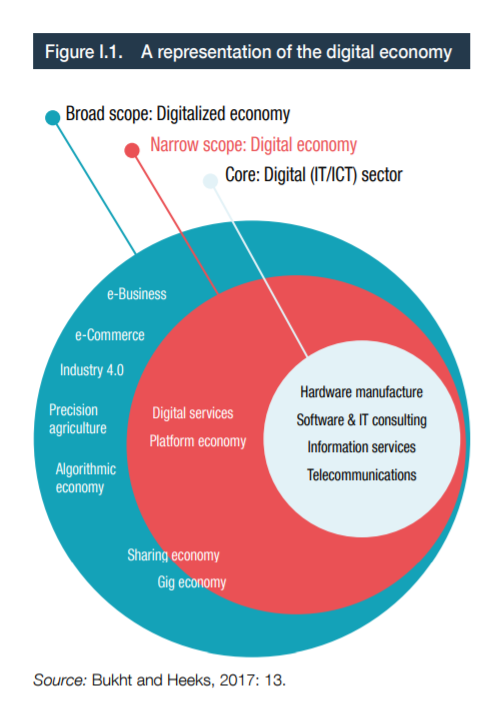 Figure I.1. A representation of the digital economy
Broad scope: Digitalized economy
Narrow scope: Digital economy
Core: Digital (IT/ICT) sector
e-Business
e-Commerce
Industry 4.0
Precision
agriculture
Algorithmic
economy
Digital services
Platform economy
Sharing economy
Gig economy
Hardware manufacture
Software & IT consulting
Information services
Telecommunications
Source: Bukht and Heeks, 2017: 13.